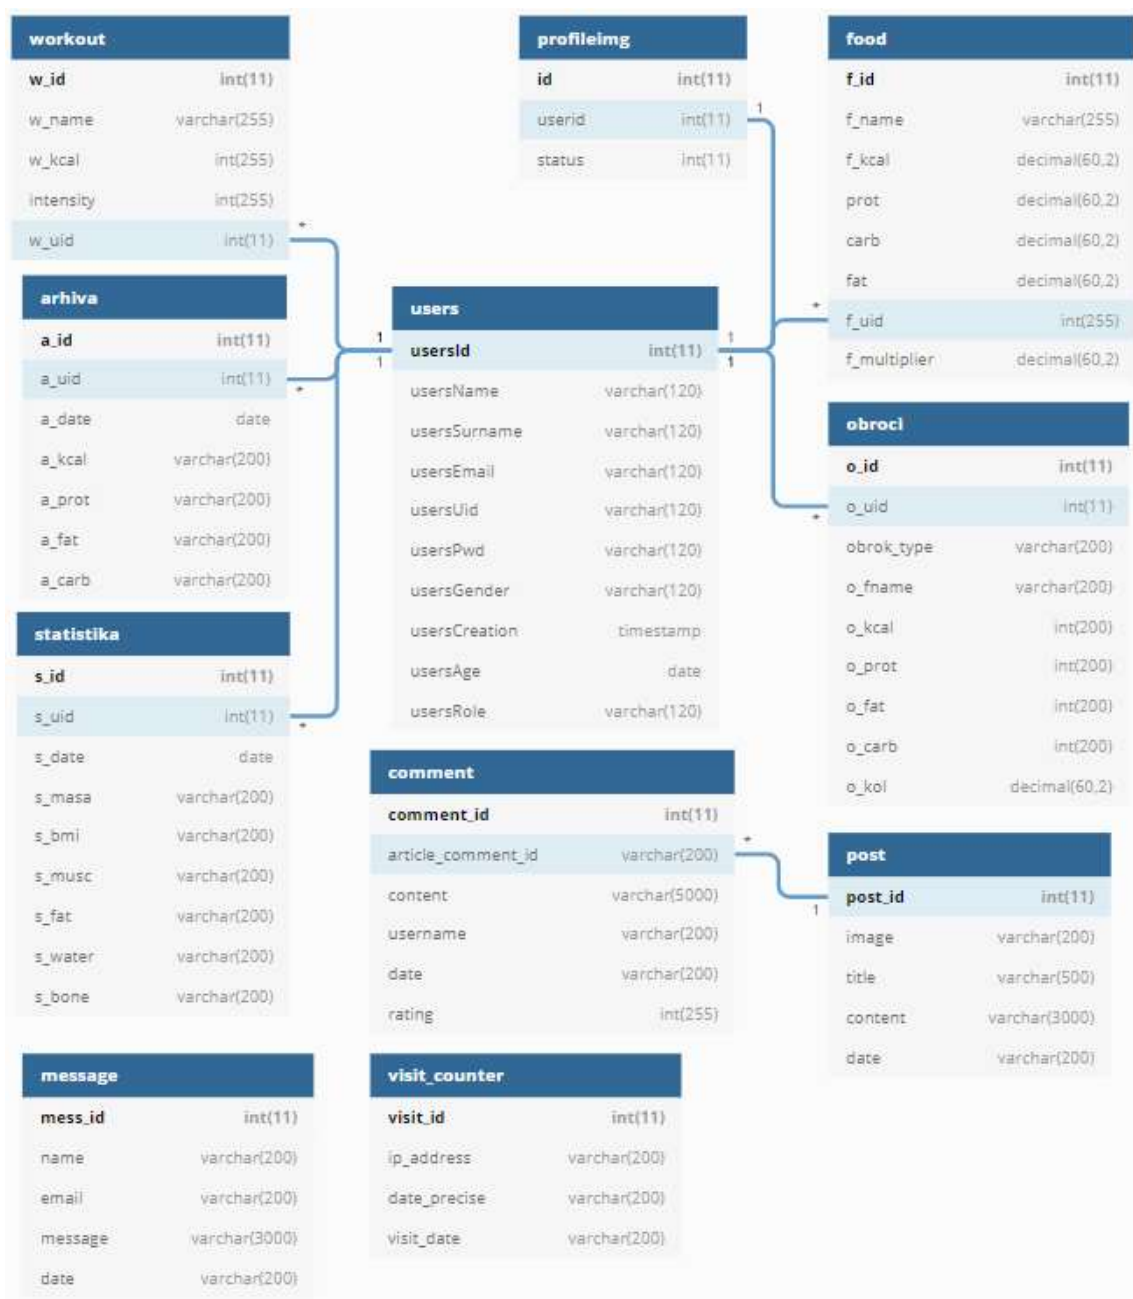 workout
w_id int(11)
w_name varchar(255)
w_kcal int(255)
intensity int(255)
w_uid int(11)
*
profileimg
id int(11)
userid int(11)
1
status int(11)
food
f_id int(11)
f_name varchar(255)
f_kcal decimal(60,2)
prot decimal(60,2)
carb decimal(60,2)
fat decimal(60,2)
*
f_uid int(255)
f_multiplier decimal(60,2)
arhiva
a_id int(11)
a_uid int(11)
*
a_date date
a_kcal varchar(200)
a_prot varchar(200)
a_fat varchar(200)
a_carb varchar(200)
users
1 1
usersId int(11)
1 1
usersName varchar(120)
usersSurname varchar(120)
usersEmail varchar(120)
usersUid varchar(120)
usersPwd varchar(120)
usersGender varchar(120)
usersCreation timestamp
usersAge date
usersRole varchar(120)
obroci
o_id int(11)
o_uid int(11)
*
obrok_type varchar(200)
o_fname varchar(200)
o_kcal int(200)
o_prot int(200)
o_fat int(200)
o_carb int(200)
o_kol decimal(60,2)
statistika
s_id int(11)
s_uid int(11)
*
s_date date
s_masa varchar(200)
s_bmi varchar(200)
s_musc varchar(200)
s_fat varchar(200)
s_water varchar(200)
s_bone varchar(200)
comment
comment_id int(11)
*
article_comment_id varchar(200)
content varchar(5000)
username varchar(200)
date varchar(200)
rating int(255)
post
post_id int(11)
1
image varchar(200)
title varchar(500)
content varchar(3000)
date varchar(200)
message
mess_id int(11)
name varchar(200)
email varchar(200)
message varchar(3000)
date varchar(200)
visit_counter
visit_id int(11)
ip_address varchar(200)
date_precise varchar(200)
visit_date varchar(200)